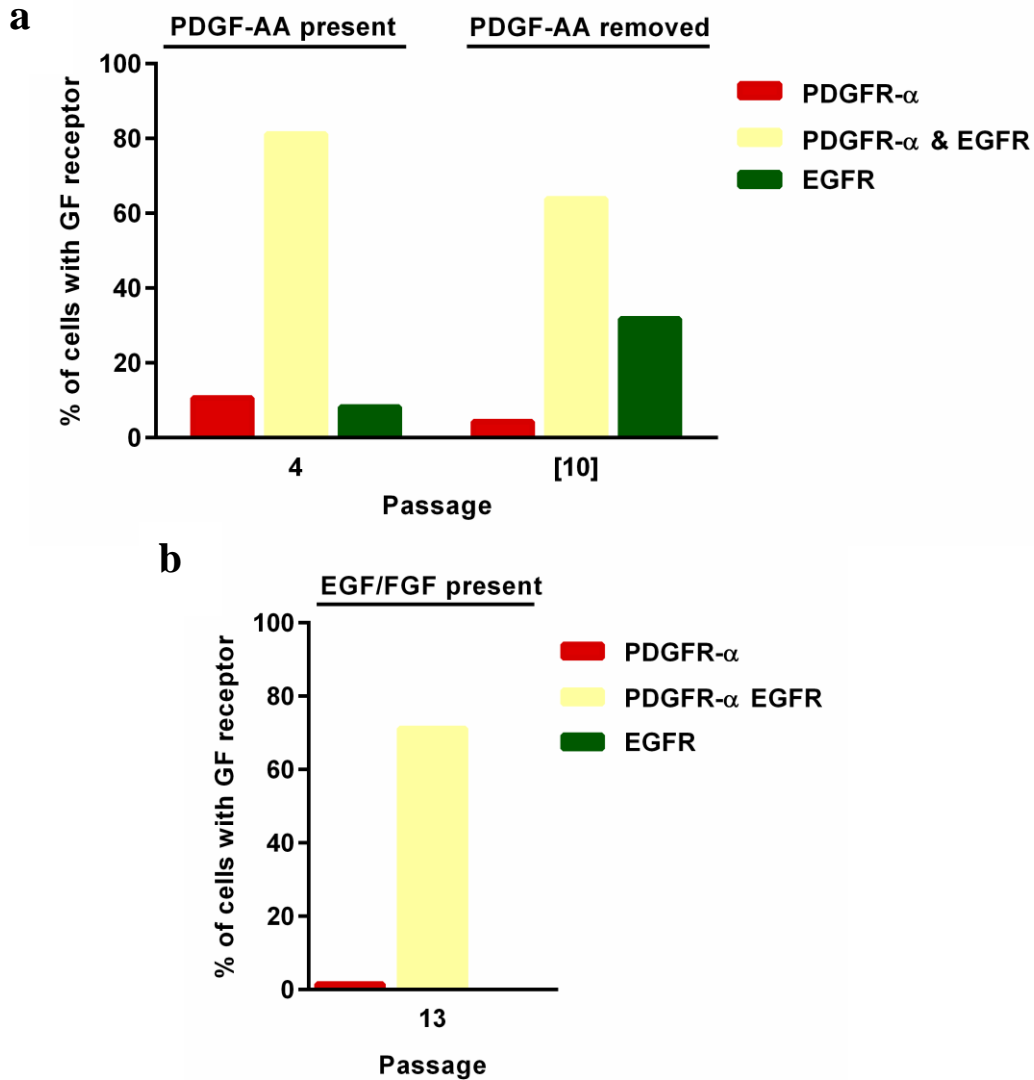 a
PDGF-AA present
PDGF-AA removed
% of cells with GF receptor
100
80
60
40
20
0
4
[10]
Passage
PDGFR-α
PDGFR-α & EGFR
EGFR
b
EGF/FGF present
% of cells with GF receptor
100
80
60
40
20
0
13
Passage
PDGFR-α
PDGFR-α EGFR
EGFR